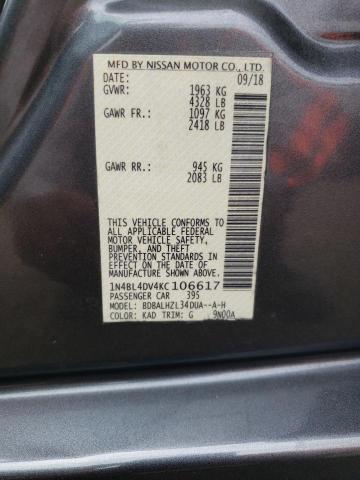 MFD BY NISSAN MOTOR CO., LTD.
DATE: 09/18
GVWR: 1963 KG
4328 LB
GAWR FR.: 1097 KG
2418 LB
GAWR RR.: 945 KG
2083 LB
THIS VEHICLE CONFORMS TO
ALL APPLICABLE FEDERAL
MOTOR VEHICLE SAFETY,
BUMPER, AND THEFT
PREVENTION STANDARDS IN
EFFECT ON THE DATE OF
MANUFACTURE SHOWN ABOVE.
1N4BL4DV4KC106617
PASSENGER CAR 395
MODEL: BDBALHZL34DUA--A-H
COLOR: KAD TRIM: G 9N00A